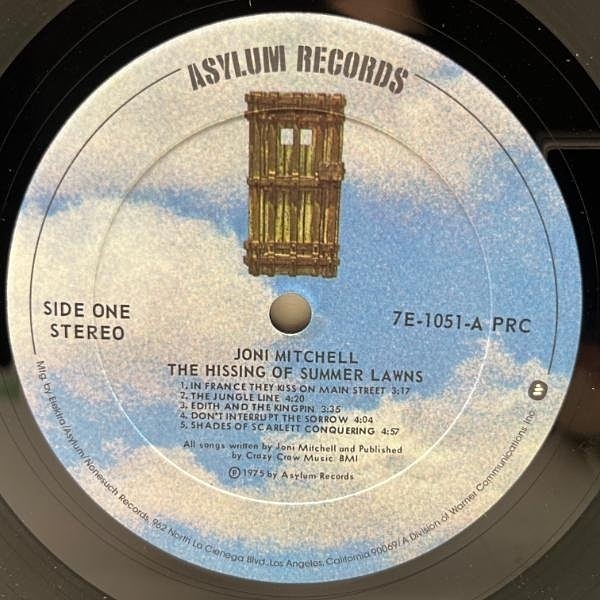 ASYLUM RECORDS
SIDE ONE
STEREO
7E-1051-A PRC
JONI MITCHELL
THE HISSING OF SUMMER LAWNS
1. IN FRANCE THEY KISS ON MAIN STREET 3:17
2. THE JUNGLE LINE 4:20
3. EDITH AND THE KINGPIN 3:35
4. DON'T INTERRUPT THE SORROW 4:04
5. SHADES OF SCARLETT CONQUERING 4:57
All songs written by Joni Mitchell and Published
by Crazy Crow Music BMI
Ⓟ 1975 by Asylum Records
Mfg. by Elektra/Asylum/Nonesuch Records, 962 North La Cienega Blvd., Los Angeles, California 90069/A Division of Warner Communications, Inc.